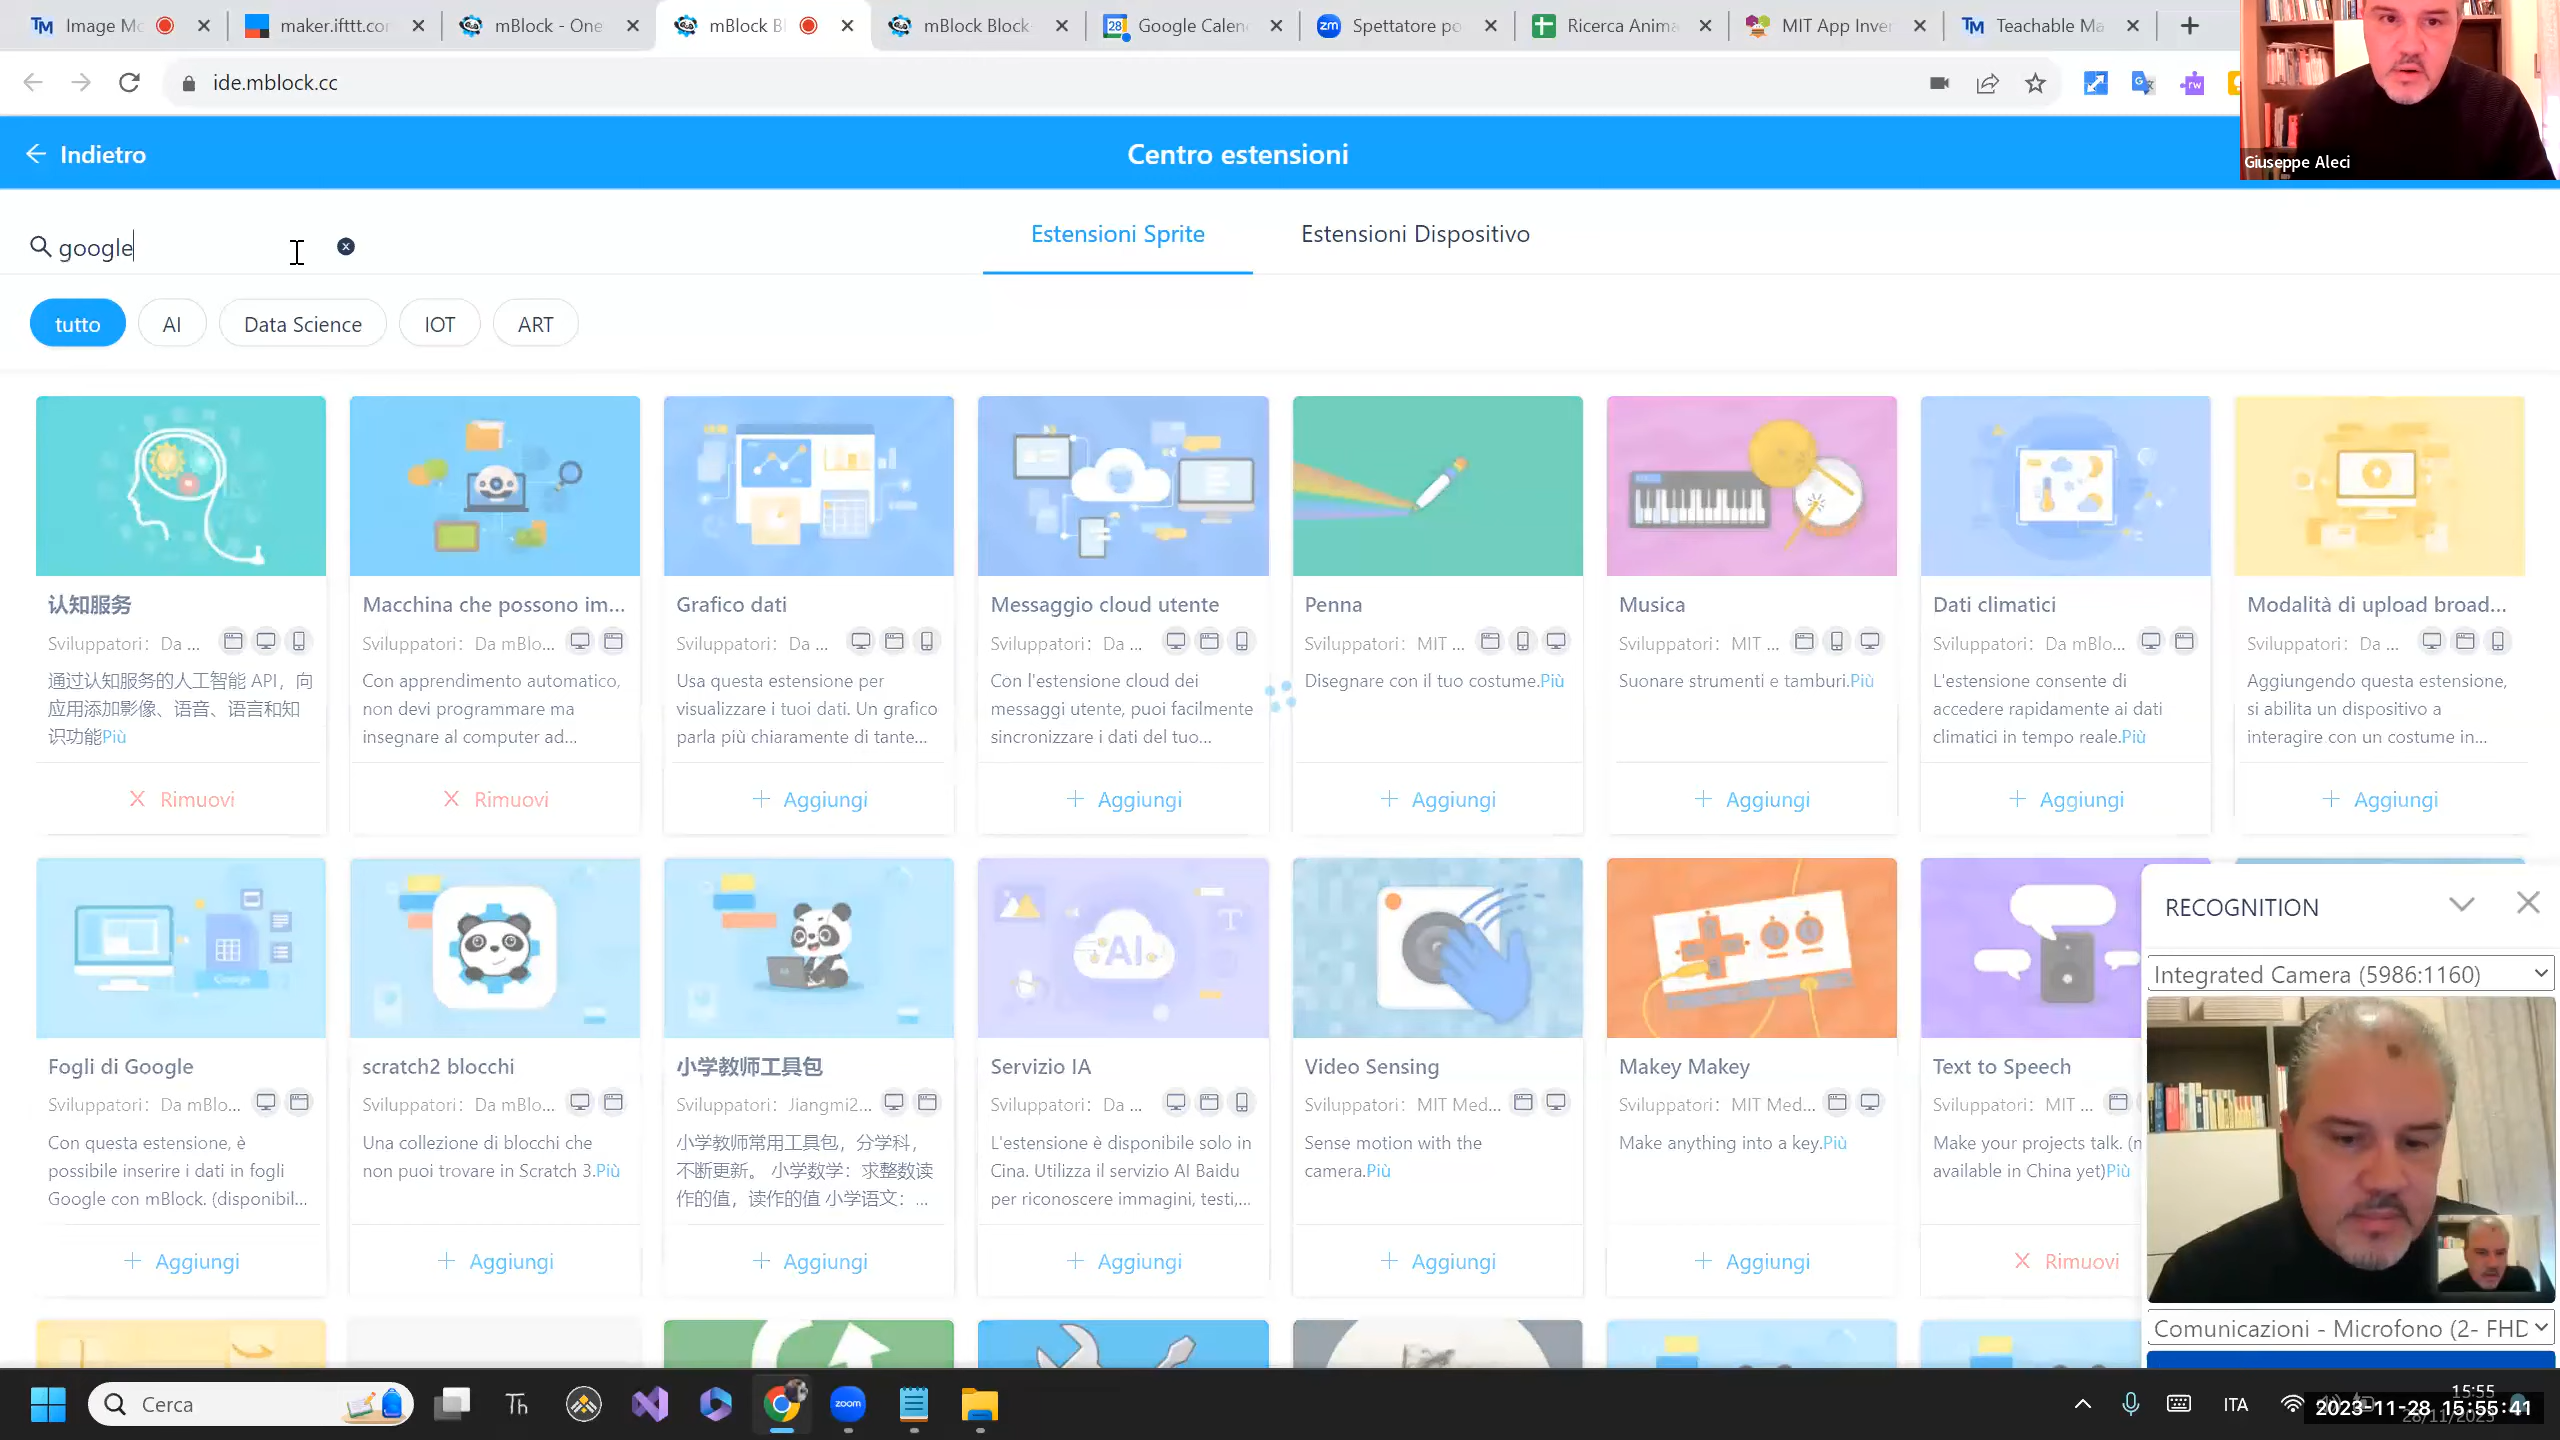 Image Mo
maker.ifttt.com
mBlock - One
mBlock Bl
mBlock Block
Google Calen
Spettatore po
Ricerca Anima
MIT App Inver
Teachable Ma
ide.mblock.cc
Indietro
Centro estensioni
Giuseppe Aleci
google
Estensioni Sprite
Estensioni Dispositivo
tutto
AI
Data Science
IOT
ART
认知服务
Sviluppatori： Da ...
通过认知服务的人工智能 API，向
应用添加影像、语音、语言和知
识功能Più
Rimuovi
Macchina che possono im...
Sviluppatori： Da mBlo...
Con apprendimento automatico,
non devi programmare ma
insegnare al computer ad...
Rimuovi
Grafico dati
Sviluppatori： Da ...
Usa questa estensione per
visualizzare i tuoi dati. Un grafico
parla più chiaramente di tante...
Aggiungi
Messaggio cloud utente
Sviluppatori： Da ...
Con l'estensione cloud dei
messaggi utente, puoi facilmente
sincronizzare i dati del tuo...
Aggiungi
Penna
Sviluppatori： MIT ...
Disegnare con il tuo costume.Più
Aggiungi
Musica
Sviluppatori： MIT ...
Suonare strumenti e tamburi.Più
Aggiungi
Dati climatici
Sviluppatori： Da mBlo...
L'estensione consente di
accedere rapidamente ai dati
climatici in tempo reale.Più
Aggiungi
Modalità di upload broad...
Sviluppatori： Da ...
Aggiungendo questa estensione,
si abilita un dispositivo a
interagire con un costume in...
Aggiungi
Fogli di Google
Sviluppatori： Da mBlo...
Con questa estensione, è
possibile inserire i dati in fogli
Google con mBlock. (disponibil...
Aggiungi
scratch2 blocchi
Sviluppatori： Da mBlo...
Una collezione di blocchi che
non puoi trovare in Scratch 3.Più
Aggiungi
小学教师工具包
Sviluppatori： Jiangmi2...
小学教师常用工具包，分学科，
不断更新。 小学数学：求整数读
作的值，读作的值 小学语文：...
Aggiungi
AI
Servizio IA
Sviluppatori： Da ...
L'estensione è disponibile solo in
Cina. Utilizza il servizio AI Baidu
per riconoscere immagini, testi,...
Aggiungi
Video Sensing
Sviluppatori： MIT Med...
Sense motion with the
camera.Più
Aggiungi
Makey Makey
Sviluppatori： MIT Med...
Make anything into a key.Più
Aggiungi
Text to Speech
Sviluppatori： MIT ...
Make your projects talk. (n
available in China yet)Più
Rimuovi
RECOGNITION
Integrated Camera (5986:1160)
Comunicazioni - Microfono (2- FHD
Cerca
Th
zoom
ITA
15:55
28/11/2023
2023-11-28 15:55:41